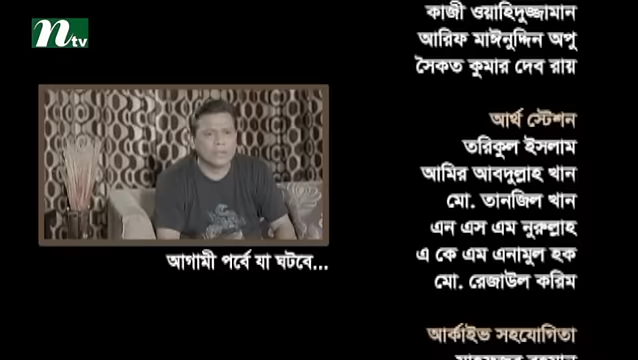 ntv
কাজী ওয়াহিদুজ্জামান
আরিফ মাঈনুদ্দিন অপু
সৈকত কুমার দেব রায়
আর্থ স্টেশন
তরিকুল ইসলাম
আমির আবদুল্লাহ খান
মো. তানজিল খান
এন এস এম নুরুল্লাহ
এ কে এম এনামুল হক
মো. রেজাউল করিম
আর্কাইভ সহযোগিতা
আগামী পর্বে যা ঘটবে...